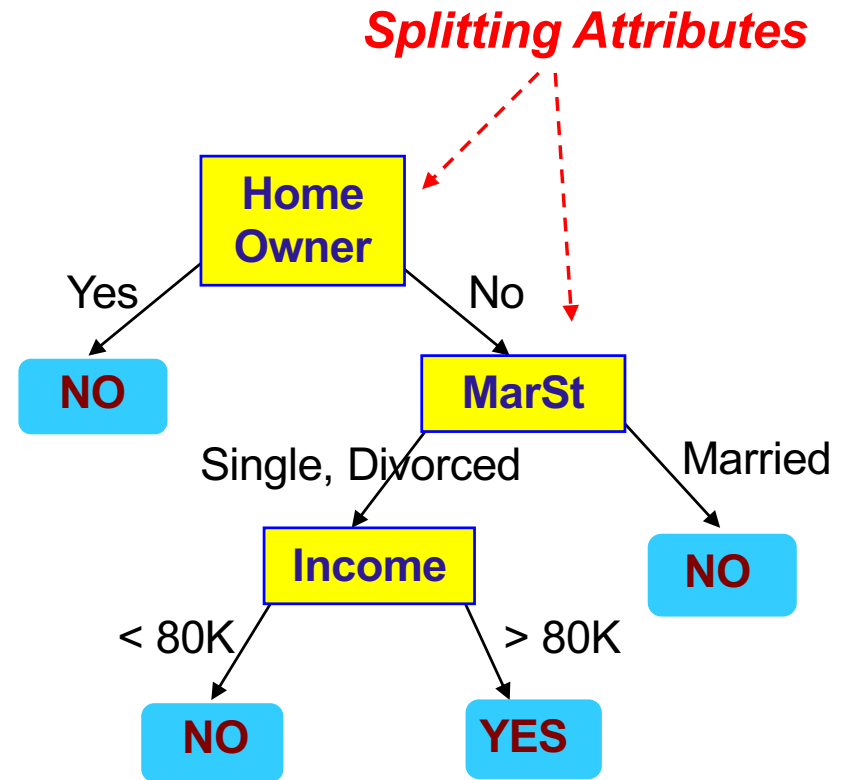 Splitting Attributes
Home
Owner
Yes
No
NO
MarSt
Single, Divorced
Married
Income
NO
< 80K
> 80K
NO
YES